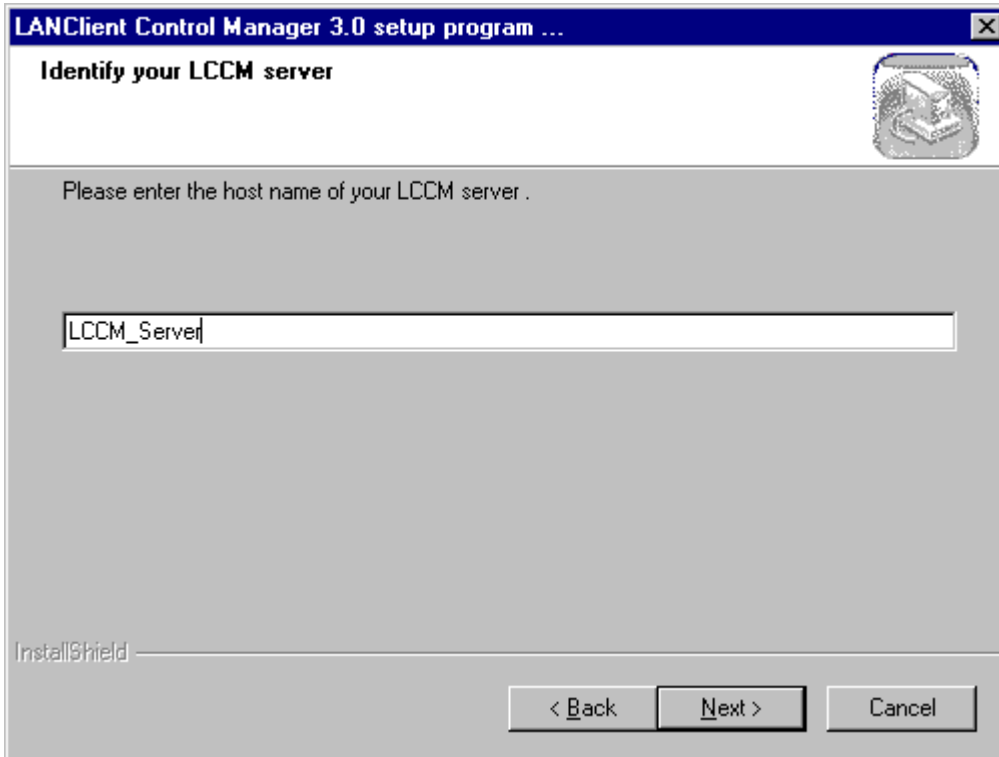 LANClient Control Manager 3.0 setup program ...
Identify your LCCM server
Please enter the host name of your LCCM server .
LCCM_Server
InstallShield
< Back Next > Cancel